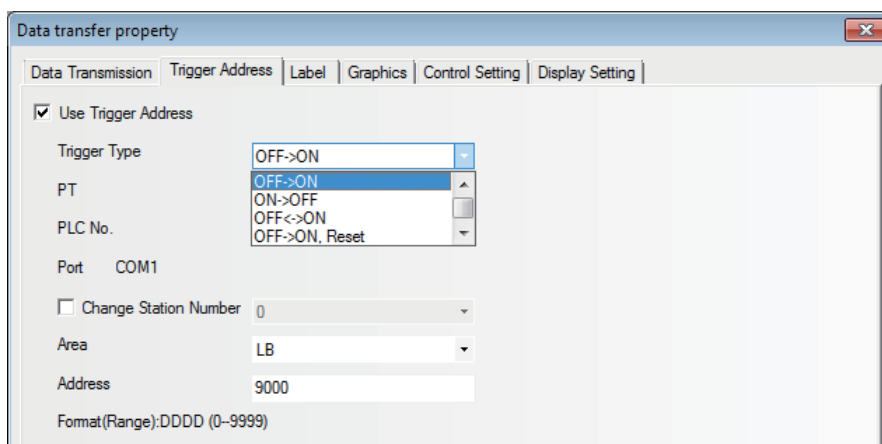 Data transfer property
Data Transmission Trigger Address Label Graphics Control Setting Display Setting
Use Trigger Address
Trigger Type OFF->ON
OFF->ON
PT
ON->OFF
OFF<->ON
PLC No.
OFF->ON, Reset
Port COM1
Change Station Number 0
Area LB
Address 9000
Format(Range):DDDD (0--9999)